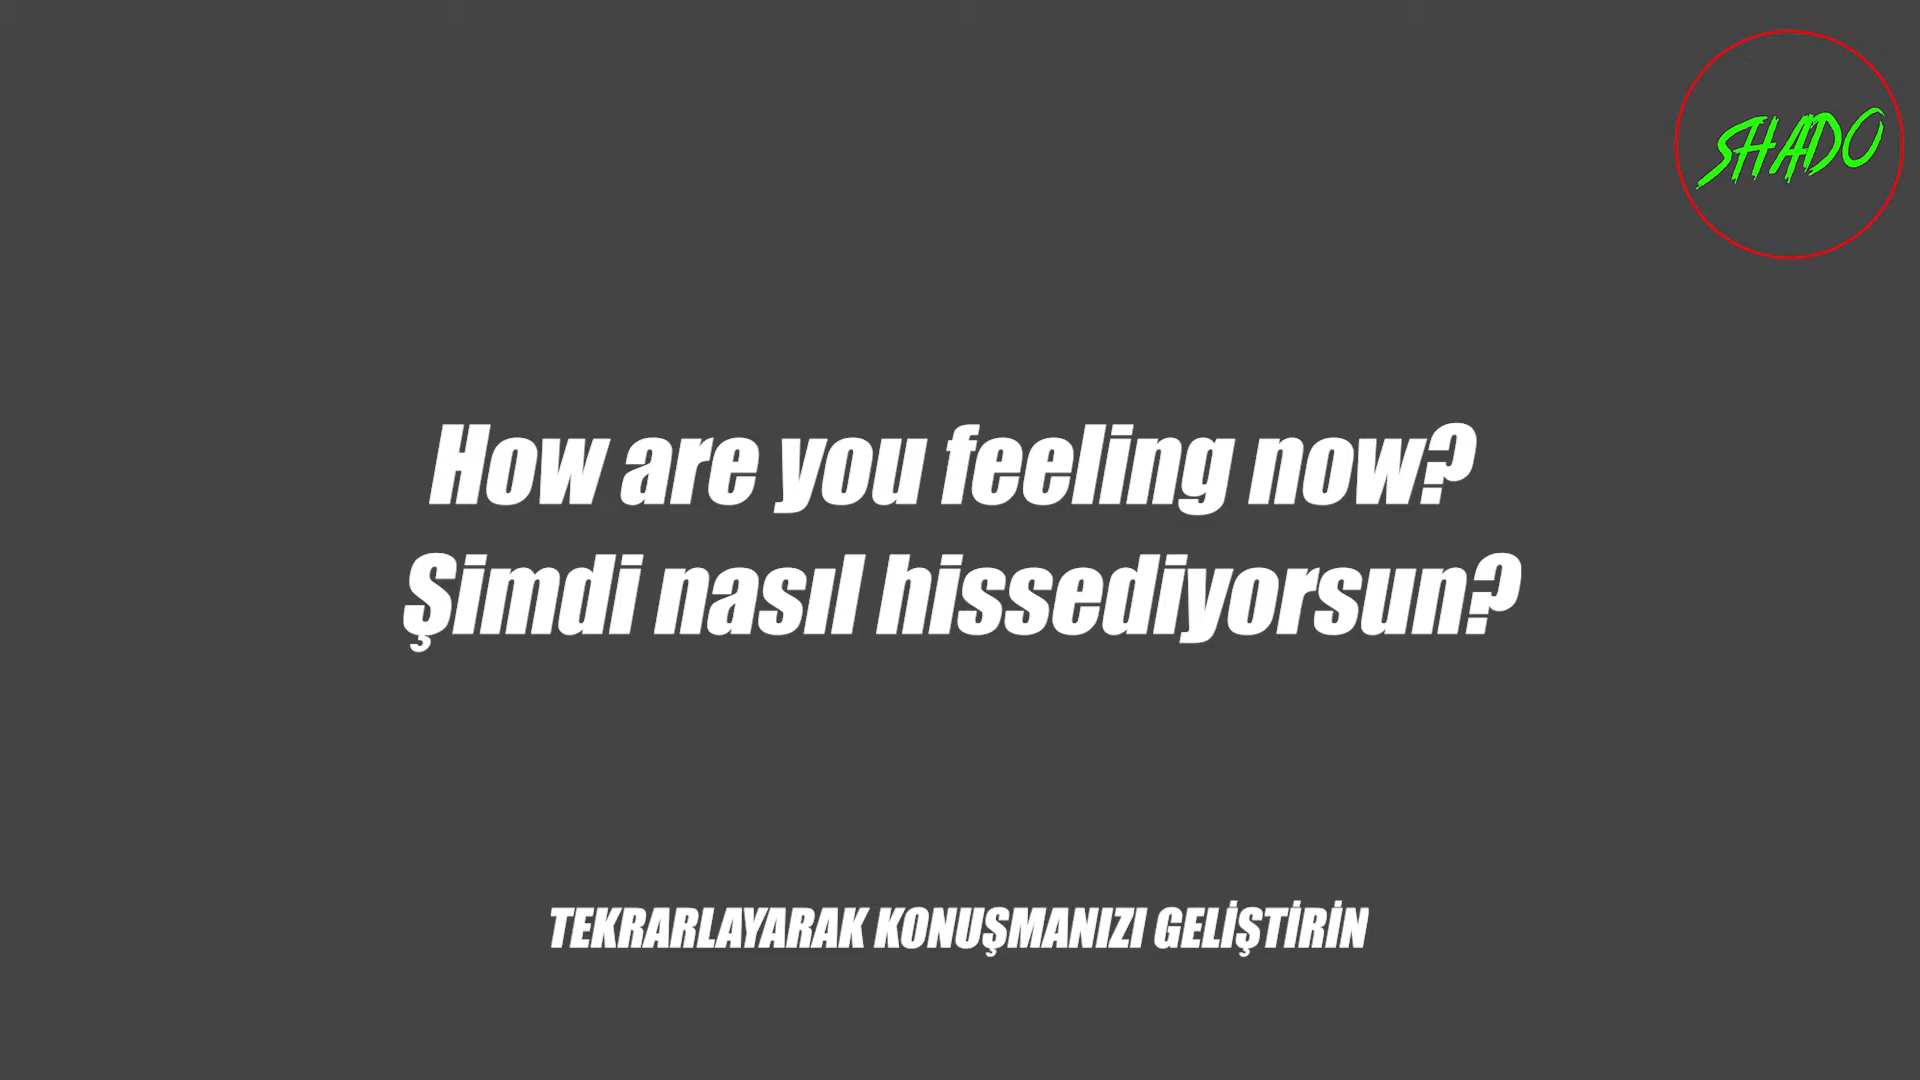 SHADO
How are you feeling now?
Şimdi nasıl hissediyorsun?
TEKRARLAYARAK KONUŞMANIZI GELİŞTİRİN